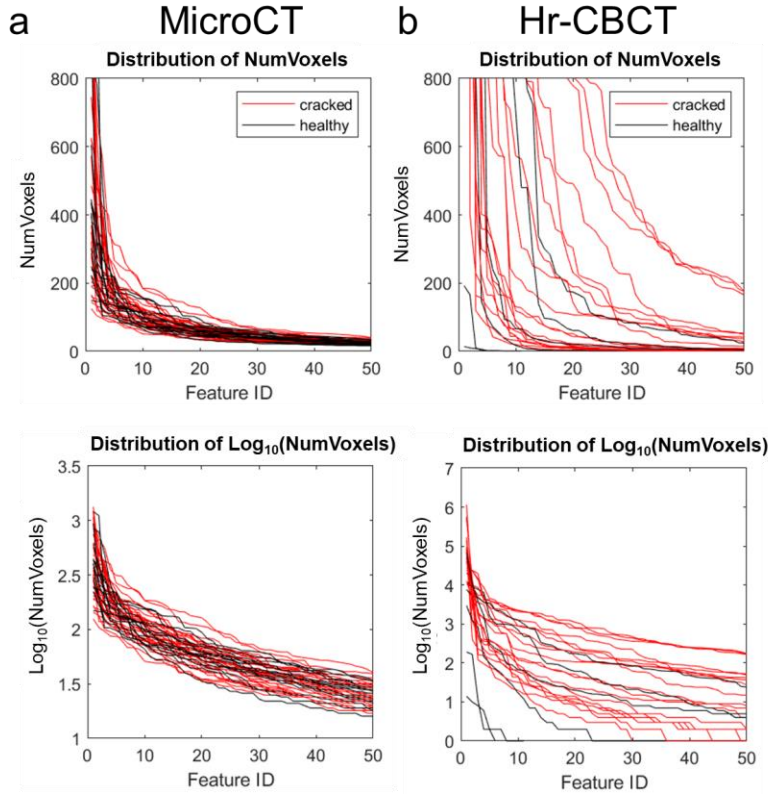 a MicroCT
b Hr-CBCT
Distribution of NumVoxels
800
600
400
200
0
NumVoxels
cracked
healthy
0 10 20 30 40 50
Feature ID
Distribution of NumVoxels
800
600
400
200
0
NumVoxels
cracked
healthy
0 10 20 30 40 50
Feature ID
Distribution of Log₁₀(NumVoxels)
3.5
3
2.5
2
1.5
1
Log₁₀(NumVoxels)
0 10 20 30 40 50
Feature ID
Distribution of Log₁₀(NumVoxels)
7
6
5
4
3
2
1
0
Log₁₀(NumVoxels)
0 10 20 30 40 50
Feature ID